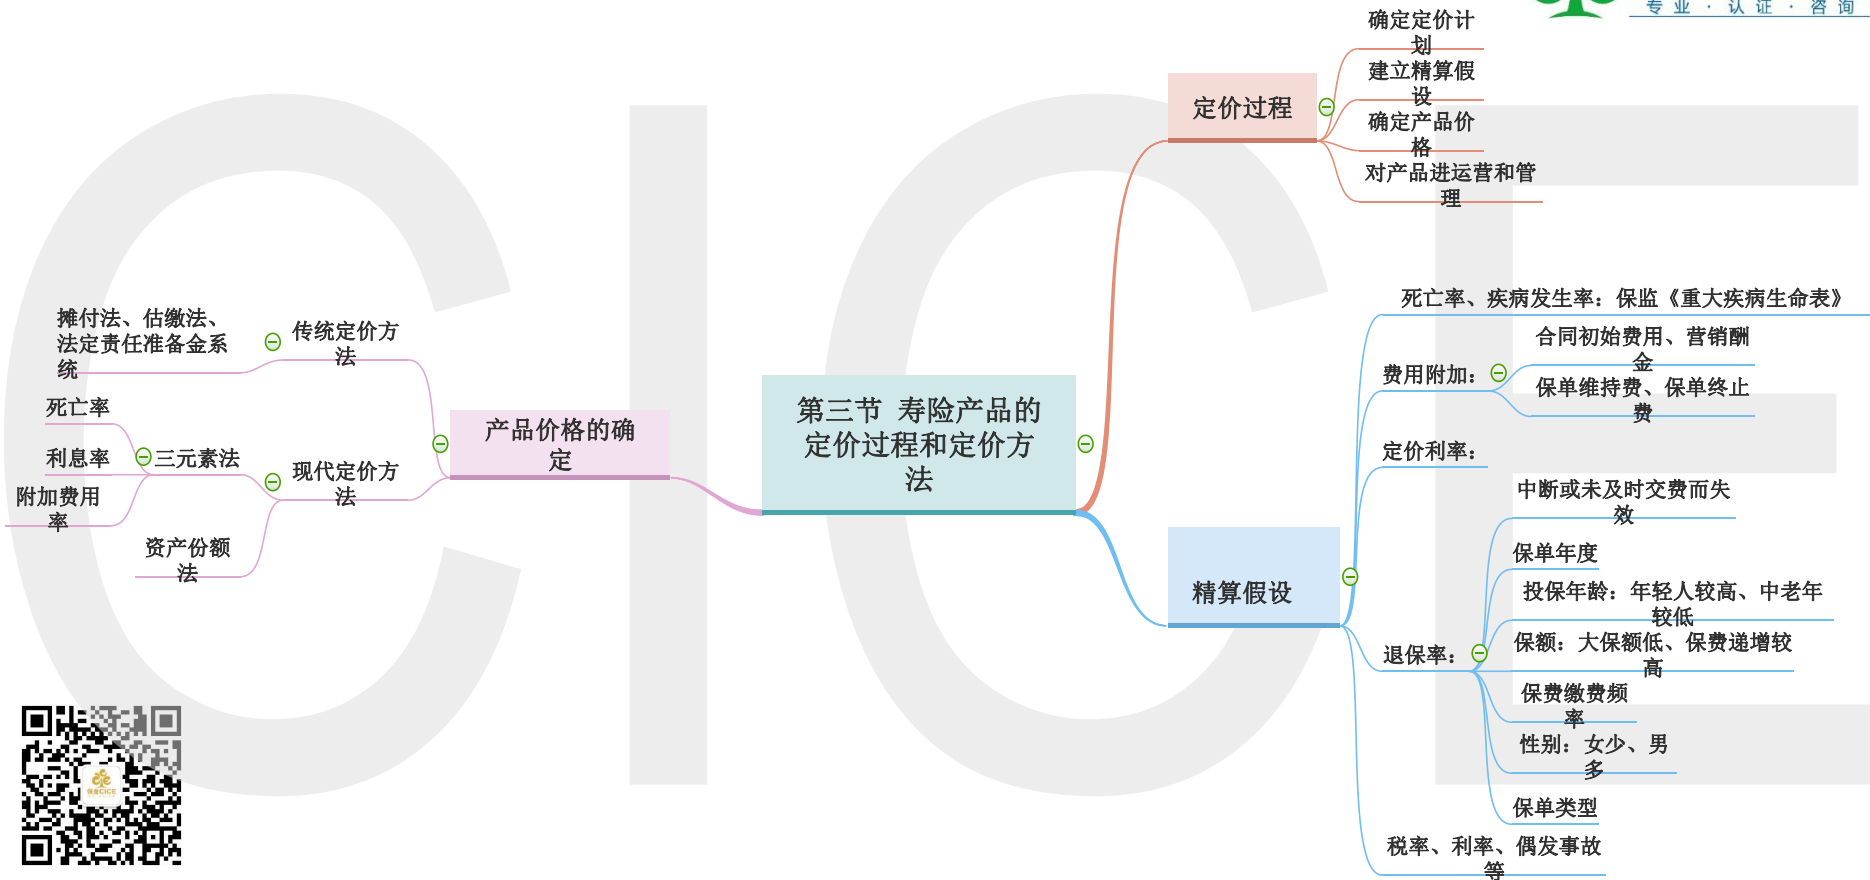 专业·认证·咨询
确定定价计
划
建立精算假
设
确定产品价
格
对产品进运营和管
理
定价过程
死亡率、疾病发生率：保监《重大疾病生命表》
合同初始费用、营销酬
金
费用附加：
保单维持费、保单终止
费
定价利率：
中断或未及时交费而失
效
保单年度
投保年龄：年轻人较高、中老年
较低
退保率：
保额：大保额低、保费递增较
高
保费缴费频
率
性别：女少、男
多
保单类型
税率、利率、偶发事故
等
精算假设
第三节 寿险产品的
定价过程和定价方
法
产品价格的确
定
传统定价方
法
摊付法、估缴法、
法定责任准备金系
统
现代定价方
法
三元素法
死亡率
利息率
附加费用
率
资产份额
法
CICE
保圣CICE